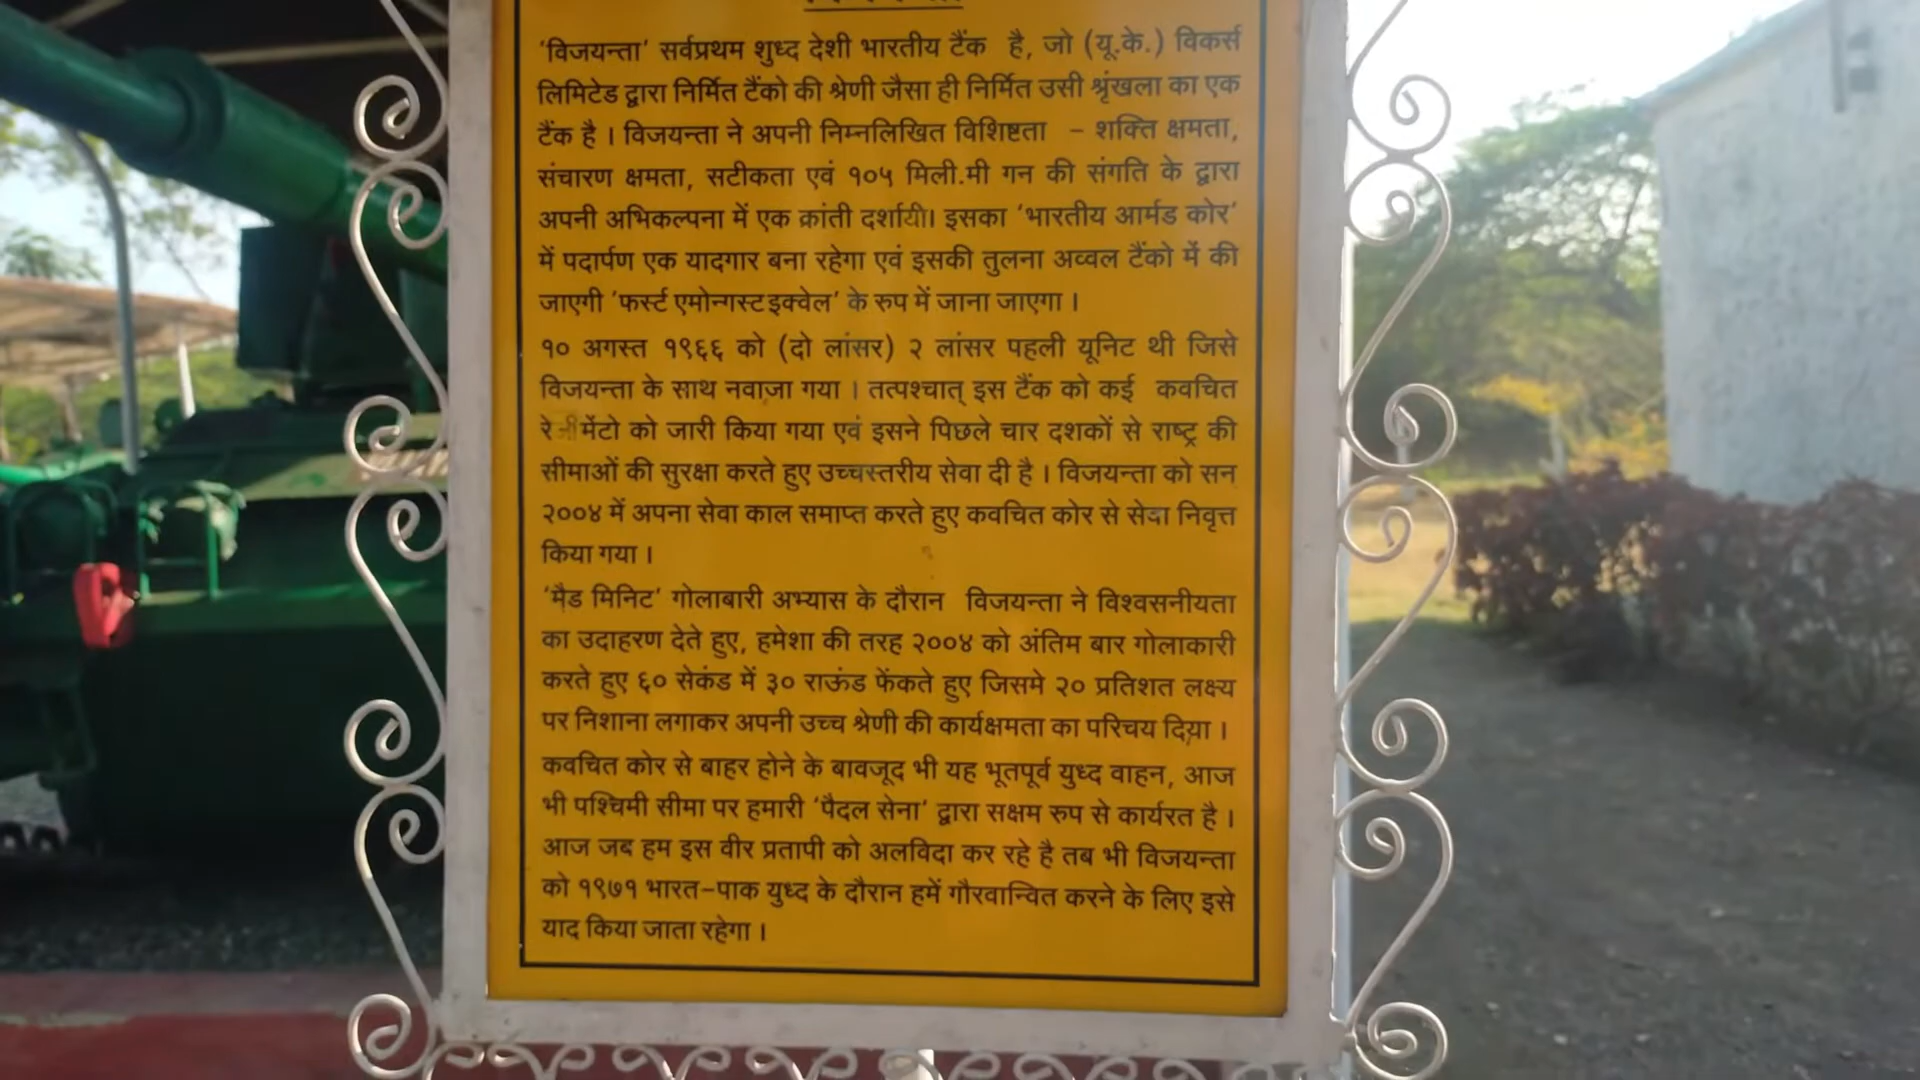 ‘विजयन्ता’ सर्वप्रथम शुध्द देशी भारतीय टैंक है, जो (यू.के.) विकर्स
लिमिटेड द्वारा निर्मित टैंको की श्रेणी जैसा ही निर्मित उसी श्रृंखला का एक
टैंक है । विजयन्ता ने अपनी निम्नलिखित विशिष्टता – शक्ति क्षमता,
संचारण क्षमता, सटीकता एवं १०५ मिली.मी गन की संगति के द्वारा
अपनी अभिकल्पना में एक क्रांती दर्शायी। इसका ‘भारतीय आर्मड कोर’
में पदार्पण एक यादगार बना रहेगा एवं इसकी तुलना अव्वल टैंको में की
जाएगी ‘फर्स्ट एमोन्गस्ट इक्वेल’ के रुप में जाना जाएगा ।
१० अगस्त १९६६ को (दो लांसर) २ लांसर पहली यूनिट थी जिसे
विजयन्ता के साथ नवाजा गया । तत्पश्चात् इस टैंक को कई कवचित
रेजीमेंटो को जारी किया गया एवं इसने पिछले चार दशकों से राष्ट्र की
सीमाओं की सुरक्षा करते हुए उच्चस्तरीय सेवा दी है । विजयन्ता को सन
२००४ में अपना सेवा काल समाप्त करते हुए कवचित कोर से सेवा निवृत्त
किया गया ।
‘मैड मिनिट’ गोलाबारी अभ्यास के दौरान विजयन्ता ने विश्वसनीयता
का उदाहरण देते हुए, हमेशा की तरह २००४ को अंतिम बार गोलाकारी
करते हुए ६० सेकंड में ३० राऊंड फेंकते हुए जिसमे २० प्रतिशत लक्ष्य
पर निशाना लगाकर अपनी उच्च श्रेणी की कार्यक्षमता का परिचय दिया ।
कवचित कोर से बाहर होने के बावजूद भी यह भूतपूर्व युध्द वाहन, आज
भी पश्चिमी सीमा पर हमारी ‘पैदल सेना’ द्वारा सक्षम रुप से कार्यरत है ।
आज जब हम इस वीर प्रतापी को अलविदा कर रहे है तब भी विजयन्ता
को १९७१ भारत–पाक युध्द के दौरान हमें गौरवान्वित करने के लिए इसे
याद किया जाता रहेगा ।